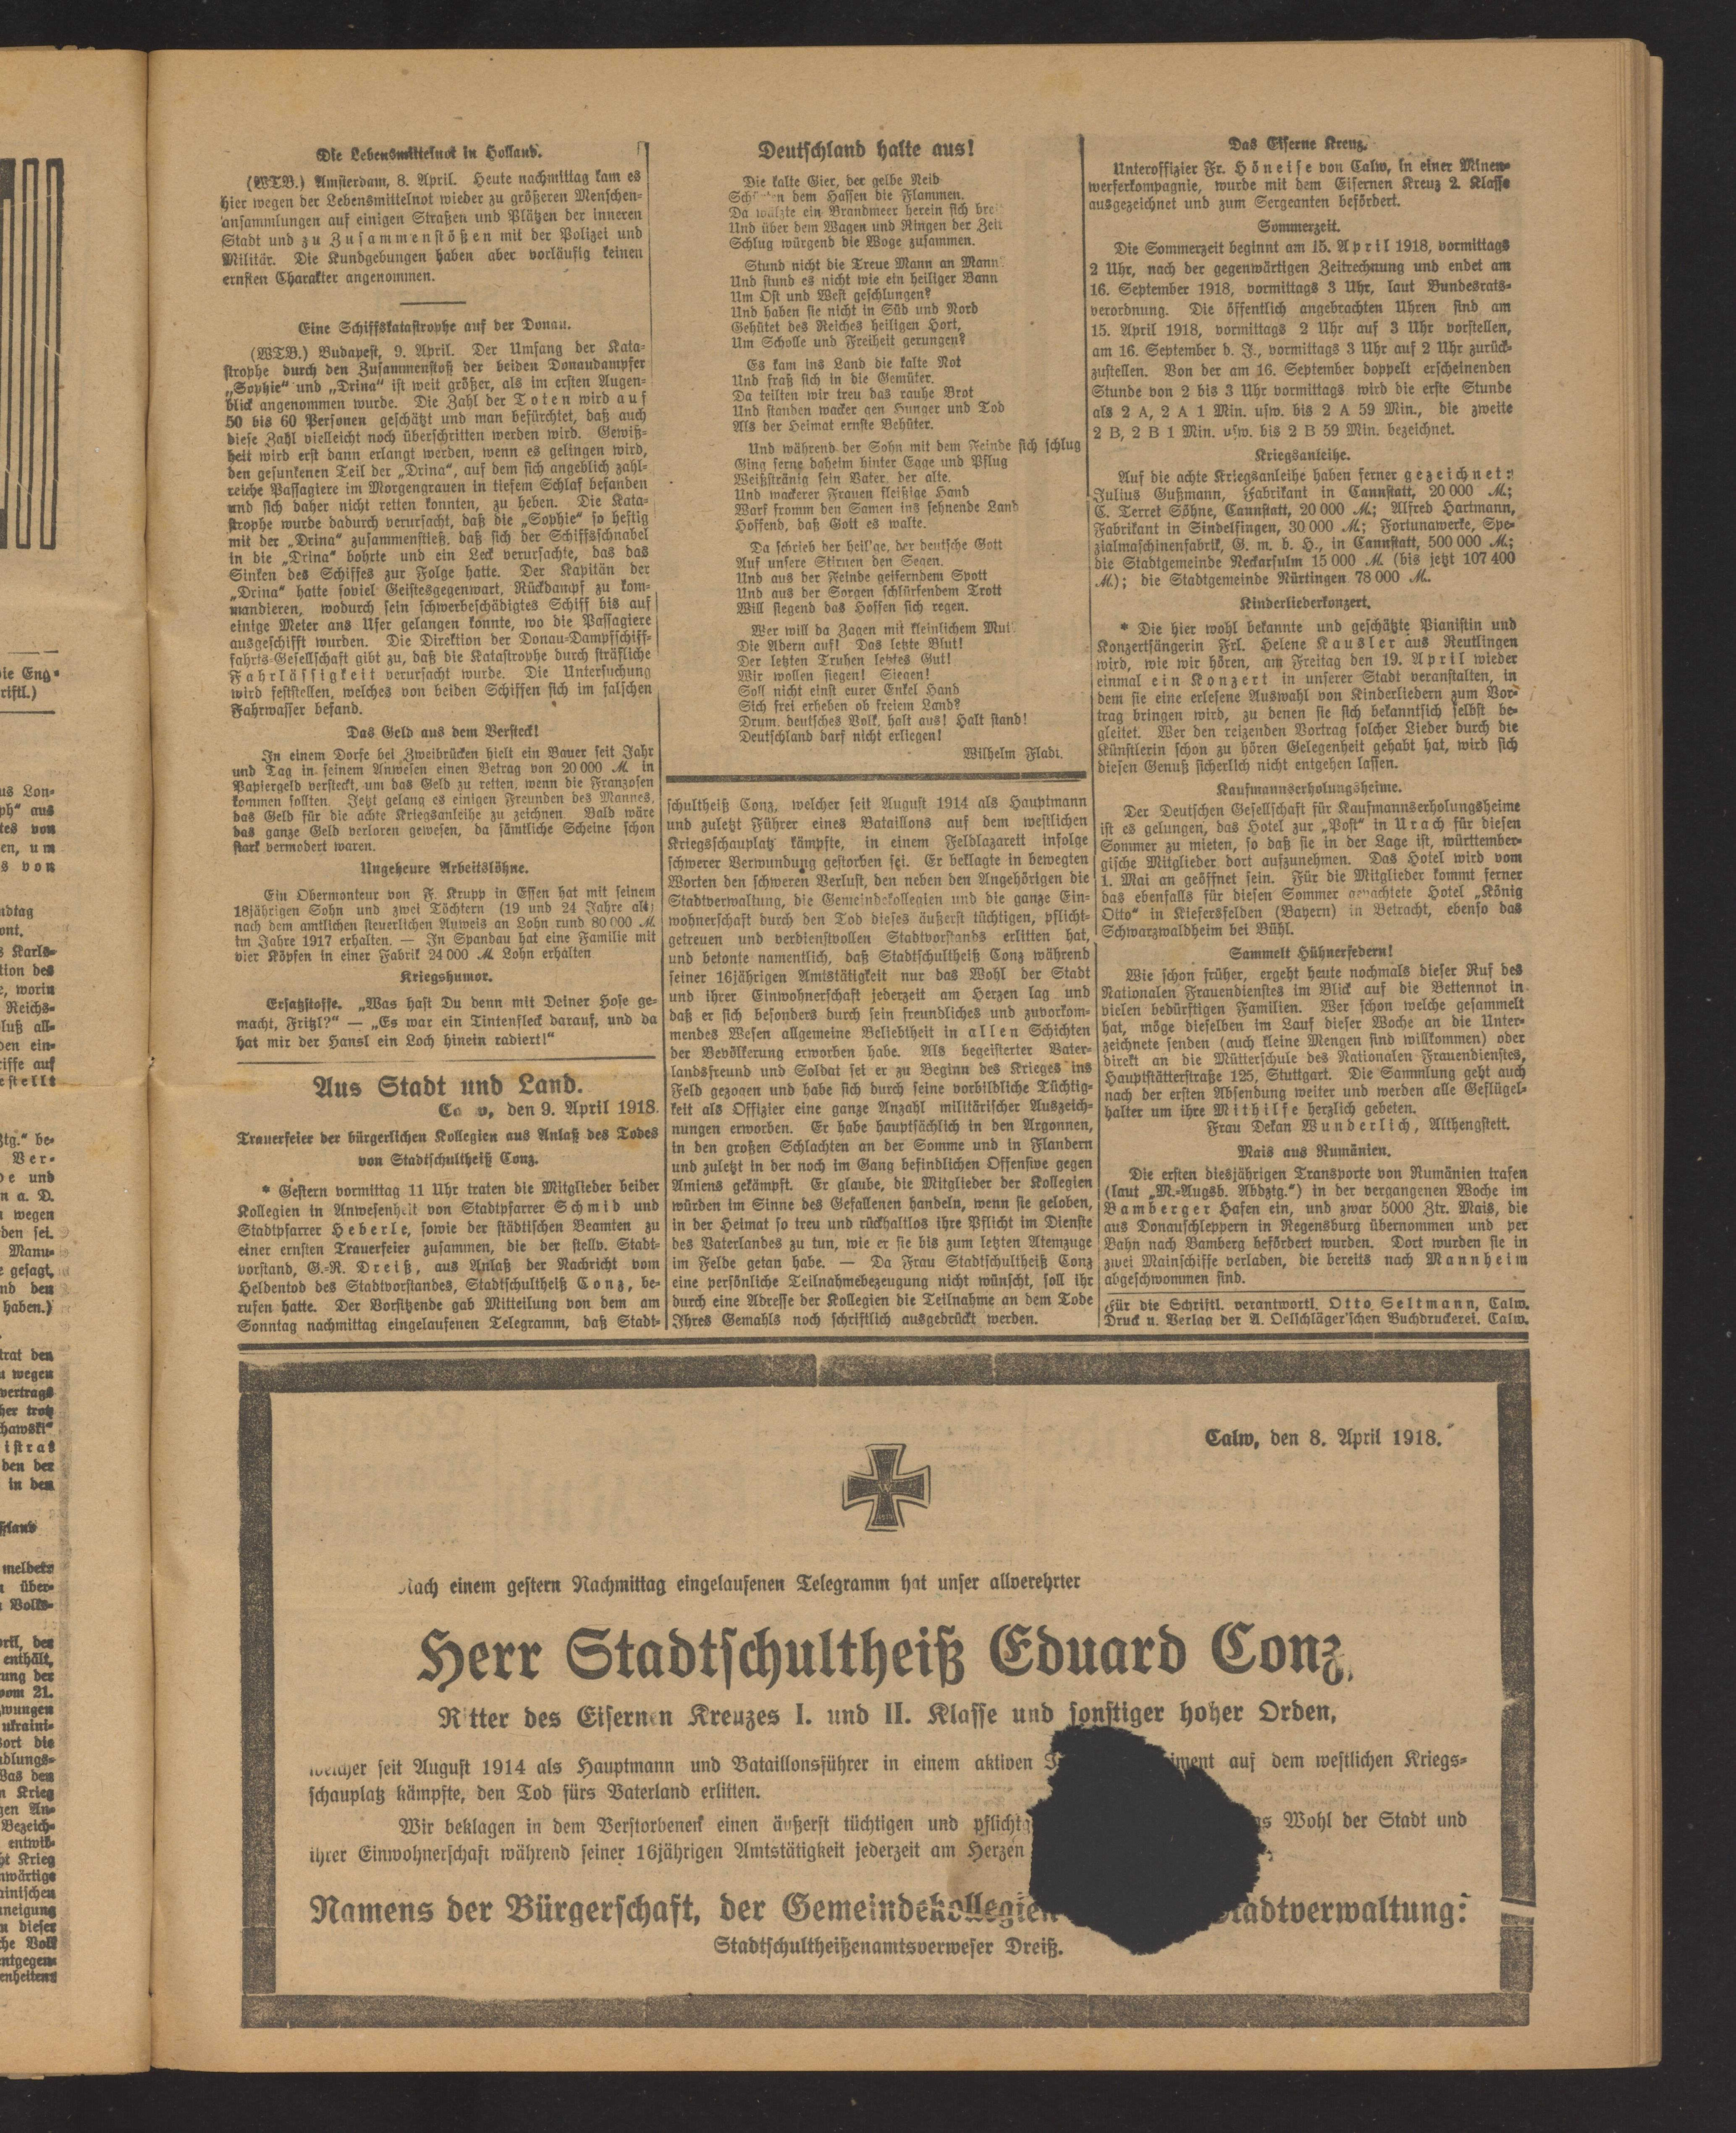 Die Lebensmittelnot in Holland.
(WTB.) Amsterdam, 8. April. Heute nachmittag kam es
hier wegen der Lebensmittelnot wieder zu größeren Menschen-
ansammlungen auf einigen Straßen und Plätzen der inneren
Stadt und zu Zusammenstößen mit der Polizei und
Militär. Die Kundgebungen haben aber vorläufig keinen
ernsten Charakter angenommen.
Eine Schiffskatastrophe auf der Donau.
(WTB.) Budapest, 9. April. Der Umfang der Kata-
strophe durch den Zusammenstoß der beiden Donaudampfer
„Sophie“ und „Drina“ ist weit größer, als im ersten Augen-
blick angenommen wurde. Die Zahl der Toten wird auf
50 bis 60 Personen geschätzt und man befürchtet, daß auch
diese Zahl vielleicht noch überschritten werden wird. Gewiß-
heit wird erst dann erlangt werden, wenn es gelingen wird,
den gesunkenen Teil der „Drina“, auf dem sich angeblich zahl-
reiche Passagiere im Morgengrauen in tiefem Schlaf befanden
und sich daher nicht retten konnten, zu heben. Die Kata-
strophe wurde dadurch verursacht, daß die „Sophie“ so heftig
mit der „Drina“ zusammenstieß, daß sich der Schiffsschnabel
in die „Drina“ bohrte und ein Leck verursachte, das das
Sinken des Schiffes zur Folge hatte. Der Kapitän der
„Drina“ hatte soviel Geistesgegenwart, Rückdampf zu kom-
mandieren, wodurch sein schwerbeschädigtes Schiff bis auf
einige Meter ans Ufer gelangen konnte, wo die Passagiere
ausgeschifft wurden. Die Direktion der Donau-Dampfschiff-
fahrts-Gesellschaft gibt zu, daß die Katastrophe durch sträfliche
Fahrlässigkeit verursacht wurde. Die Untersuchung
wird feststellen, welches von beiden Schiffen sich im falschen
Fahrwasser befand.
Das Geld aus dem Versteck!
In einem Dorfe bei Zweibrücken hielt ein Bauer seit Jahr
und Tag in seinem Anwesen einen Betrag von 20 000 M. in
Papiergeld versteckt, um das Geld zu retten, wenn die Franzosen
kommen sollten. Jetzt gelang es einigen Freunden des Mannes,
das Geld für die achte Kriegsanleihe zu zeichnen. Bald wäre
das ganze Geld verloren gewesen, da sämtliche Scheine schon
stark vermodert waren.
Ungeheure Arbeitslöhne.
Ein Obermonteur von F. Krupp in Essen hat mit seinem
18jährigen Sohn und zwei Töchtern (19 und 24 Jahre alt)
nach dem amtlichen steuerlichen Ausweis an Lohn rund 80 000 M.
im Jahre 1917 erhalten. — In Spandau hat eine Familie mit
vier Köpfen in einer Fabrik 24 000 M. Lohn erhalten
Kriegshumor.
Ersatzstoffe. „Was hast Du denn mit Deiner Hose ge-
macht, Fritzl?“ — „Es war ein Tintenfleck darauf, und da
hat mir der Hansl ein Loch hinein radiert!“
Aus Stadt und Land.
Ca w, den 9. April 1918.
Trauerfeier der bürgerlichen Kollegien aus Anlaß des Todes
von Stadtschultheiß Conz.
* Gestern vormittag 11 Uhr traten die Mitglieder beider
Kollegien in Anwesenheit von Stadtpfarrer Schmid und
Stadtpfarrer Heberle, sowie der städtischen Beamten zu
einer ernsten Trauerfeier zusammen, die der stellv. Stadt-
vorstand, G.-R. Dreiß, aus Anlaß der Nachricht vom
Heldentod des Stadtvorstandes, Stadtschultheiß Conz, be-
rufen hatte. Der Vorsitzende gab Mitteilung von dem am
Sonntag nachmittag eingelaufenen Telegramm, daß Stadt-
Deutschland halte aus!
Die kalte Gier, der gelbe Neid
dem Hassen die Flammen.
Da wälzte ein Brandmeer herein sich
Und über dem Wagen und Ringen der Zeit
Schlug würgend die Woge zusammen.
Stund nicht die Treue Mann an Mann?
Und stund es nicht wie ein heiliger Bann
Um Ost und West geschlungen?
Und haben sie nicht in Süd und Nord
Gehütet des Reiches heiligen Hort,
Um Scholle und Freiheit gerungen?
Es kam ins Land die kalte Not
Und fraß sich in die Gemüter.
Da teilten wir treu das rauhe Brot
Und standen wacker gen Hunger und Tod
Als der Heimat ernste Behüter.
Und während der Sohn mit dem Feinde sich schlug
Ging ferne daheim hinter Egge und Pflug
Weißsträhnig sein Vater, der alte.
Und wackerer Frauen fleißige Hand
Warf fromm den Samen ins sehnende Land
Hoffend, daß Gott es walte.
Da schrieb der heil'ge, der deutsche Gott
Auf unsere Stirnen den Segen.
Und aus der Feinde geiferndem Spott
Und aus der Sorgen schlürfendem Trott
Will siegend das Hoffen sich regen.
Wer will da Zagen mit kleinlichem Mut?
Die Adern auf! Das letzte Blut!
Der letzten Truhen letztes Gut!
Wir wollen siegen! Siegen!
Soll nicht einst eurer Enkel Hand
Sich frei erheben ob freiem Land?
Drum, deutsches Volk, halt aus! Halt stand!
Deutschland darf nicht erliegen!
Wilhelm Fladi.
schultheiß Conz, welcher seit August 1914 als Hauptmann
und zuletzt Führer eines Bataillons auf dem westlichen
Kriegsschauplatz kämpfte, in einem Feldlazarett infolge
schwerer Verwundung gestorben sei. Er beklagte in bewegten
Worten den schweren Verlust, den neben den Angehörigen die
Stadtverwaltung, die Gemeindekollegien und die ganze Ein-
wohnerschaft durch den Tod dieses äußerst tüchtigen, pflicht-
getreuen und verdienstvollen Stadtvorstands erlitten hat,
und betonte namentlich, daß Stadtschultheiß Conz während
seiner 16jährigen Amtstätigkeit nur das Wohl der Stadt
und ihrer Einwohnerschaft jederzeit am Herzen lag und
daß er sich besonders durch sein freundliches und zuvorkom-
mendes Wesen allgemeine Beliebtheit in allen Schichten
der Bevölkerung erworben habe. Als begeisterter Vater-
landsfreund und Soldat sei er zu Beginn des Krieges ins
Feld gezogen und habe sich durch seine vorbildliche Tüchtig-
keit als Offizier eine ganze Anzahl militärischer Auszeich-
nungen erworben. Er habe hauptsächlich in den Argonnen,
in den großen Schlachten an der Somme und in Flandern
und zuletzt in der noch im Gang befindlichen Offensive gegen
Amiens gekämpft. Er glaube, die Mitglieder der Kollegien
würden im Sinne des Gefallenen handeln, wenn sie geloben,
in der Heimat so treu und rückhaltlos ihre Pflicht im Dienste
des Vaterlandes zu tun, wie er sie bis zum letzten Atemzuge
im Felde getan habe. — Da Frau Stadtschultheiß Conz
eine persönliche Teilnahmebezeugung nicht wünscht, soll ihr
durch eine Adresse der Kollegien die Teilnahme an dem Tode
Ihres Gemahls noch schriftlich ausgedrückt werden.
Das Eiserne Kreuz.
Unteroffizier Fr. Höneise von Calw, in einer Minen-
werferkompagnie, wurde mit dem Eisernen Kreuz 2. Klasse
ausgezeichnet und zum Sergeanten befördert.
Sommerzeit.
Die Sommerzeit beginnt am 15. April 1918, vormittags
2 Uhr, nach der gegenwärtigen Zeitrechnung und endet am
16. September 1918, vormittags 3 Uhr, laut Bundesrats-
verordnung. Die öffentlich angebrachten Uhren sind am
15. April 1918, vormittags 2 Uhr auf 3 Uhr vorstellen,
am 16. September d. J., vormittags 3 Uhr auf 2 Uhr zurück-
zustellen. Von der am 16. September doppelt erscheinenden
Stunde von 2 bis 3 Uhr vormittags wird die erste Stunde
als 2 A, 2 A 1 Min. usw. bis 2 A 59 Min., die zweite
2 B, 2 B 1 Min. usw. bis 2 B 59 Min. bezeichnet.
Kriegsanleihe.
Auf die achte Kriegsanleihe haben ferner gezeichnet:
Julius Gußmann, Fabrikant in Cannstatt, 20 000 M.;
C. Terret Söhne, Cannstatt, 20 000 M.; Alfred Hartmann,
Fabrikant in Sindelfingen, 30 000 M.; Fortunawerke, Spe-
zialmaschinenfabrik, G. m. b. H., in Cannstatt, 500 000 M.;
die Stadtgemeinde Neckarsulm 15 000 M. (bis jetzt 107 400
M.); die Stadtgemeinde Nürtingen 78 000 M.
Kinderliederkonzert.
* Die hier wohl bekannte und geschätzte Pianistin und
Konzertsängerin Frl. Helene Kausler aus Reutlingen
wird, wie wir hören, am Freitag den 19. April wieder
einmal ein Konzert in unserer Stadt veranstalten, in
dem sie eine erlesene Auswahl von Kinderliedern zum Vor-
trag bringen wird, zu denen sie sich bekanntlich selbst be-
gleitet. Wer den reizenden Vortrag solcher Lieder durch die
Künstlerin schon zu hören Gelegenheit gehabt hat, wird sich
diesen Genuß sicherlich nicht entgehen lassen.
Kaufmannserholungsheime.
Der Deutschen Gesellschaft für Kaufmannserholungsheime
ist es gelungen, das Hotel zur „Post“ in Urach für diesen
Sommer zu mieten, so daß sie in der Lage ist, württember-
gische Mitglieder dort aufzunehmen. Das Hotel wird vom
1. Mai an geöffnet sein. Für die Mitglieder kommt ferner
das ebenfalls für diesen Sommer gepachtete Hotel „König
Otto“ in Kiefersfelden (Bayern) in Betracht, ebenso das
Schwarzwaldheim bei Bühl.
Sammelt Hühnerfedern!
Wie schon früher, ergeht heute nochmals dieser Ruf des
Nationalen Frauendienstes im Blick auf die Bettennot in
vielen bedürftigen Familien. Wer schon welche gesammelt
hat, möge dieselben im Lauf dieser Woche an die Unter-
zeichnete senden (auch kleine Mengen sind willkommen) oder
direkt an die Mütterschule des Nationalen Frauendienstes,
Hauptstätterstraße 125, Stuttgart. Die Sammlung geht auch
nach der ersten Absendung weiter und werden alle Geflügel-
halter um ihre Mithilfe herzlich gebeten.
Frau Dekan Wunderlich, Althengstett.
Mais aus Rumänien.
Die ersten diesjährigen Transporte von Rumänien trafen
(laut „M.-Augsb. Abdztg.“) in der vergangenen Woche im
Bamberger Hafen ein, und zwar 5000 Ztr. Mais, die
aus Donauschleppern in Regensburg übernommen und per
Bahn nach Bamberg befördert wurden. Dort wurden sie in
zwei Mainschiffe verladen, die bereits nach Mannheim
abgeschwommen sind.
Für die Schriftl. verantwortl. Otto Seltmann, Calw.
Druck u. Verlag der A. Oelschläger'schen Buchdruckerei, Calw.
Calw, den 8. April 1918.
Nach einem gestern Nachmittag eingelaufenen Telegramm hat unser allverehrter
Herr Stadtschultheiß Eduard Conz,
Ritter des Eisernen Kreuzes I. und II. Klasse und sonstiger hoher Orden,
welcher seit August 1914 als Hauptmann und Bataillonsführer in einem aktiven auf dem westlichen Kriegs-
schauplatz kämpfte, den Tod fürs Vaterland erlitten.
Wir beklagen in dem Verstorbenen einen äußerst tüchtigen und Wohl der Stadt und
ihrer Einwohnerschaft während seiner 16jährigen Amtstätigkeit jederzeit am Herzen
Namens der Bürgerschaft, der Gemeindekollegien Stadtverwaltung:
Stadtschultheißenamtsverweser Dreiß.